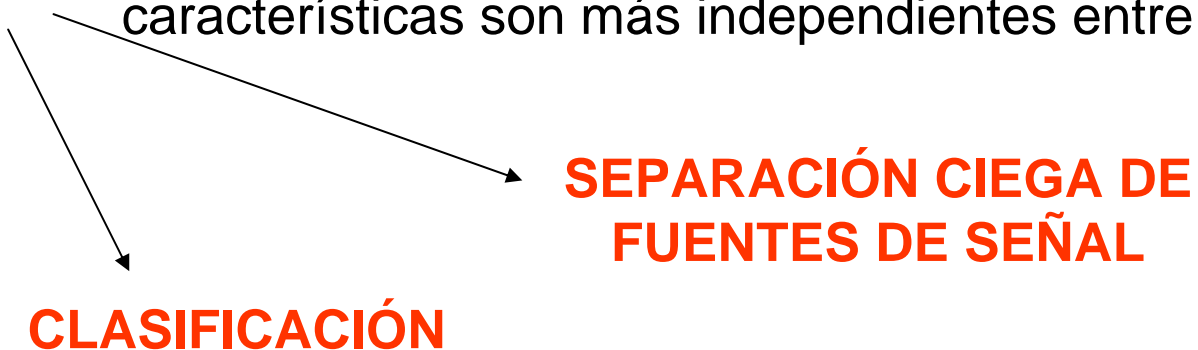 características son más independientes entre
SEPARACIÓN CIEGA DE
FUENTES DE SEÑAL
CLASIFICACIÓN